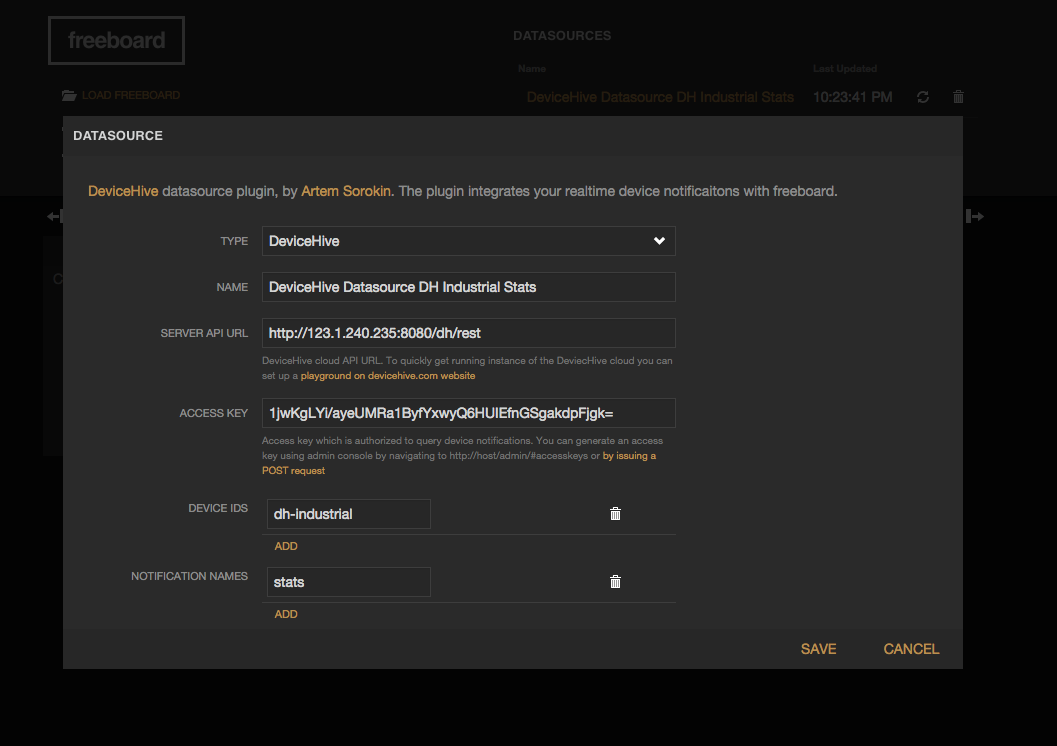 freeboard
DATASOURCES
Name Last Updated
LOAD FREEBOARD
DeviceHive Datasource DH Industrial Stats 10:23:41 PM
DATASOURCE
DeviceHive datasource plugin, by Artem Sorokin. The plugin integrates your realtime device notificaitons with freeboard.
TYPE DeviceHive
NAME DeviceHive Datasource DH Industrial Stats
SERVER API URL http://123.1.240.235:8080/dh/rest
DeviceHive cloud API URL. To quickly get running instance of the DeviecHive cloud you can
set up a playground on devicehive.com website
ACCESS KEY 1jwKgLYi/ayeUMRa1ByfYxwyQ6HUIEfnGSgakdpFjgk=
Access key which is authorized to query device notifications. You can generate an access
key using admin console by navigating to http://host/admin/#accesskeys or by issuing a
POST request
DEVICE IDS dh-industrial
ADD
NOTIFICATION NAMES stats
ADD
SAVE CANCEL